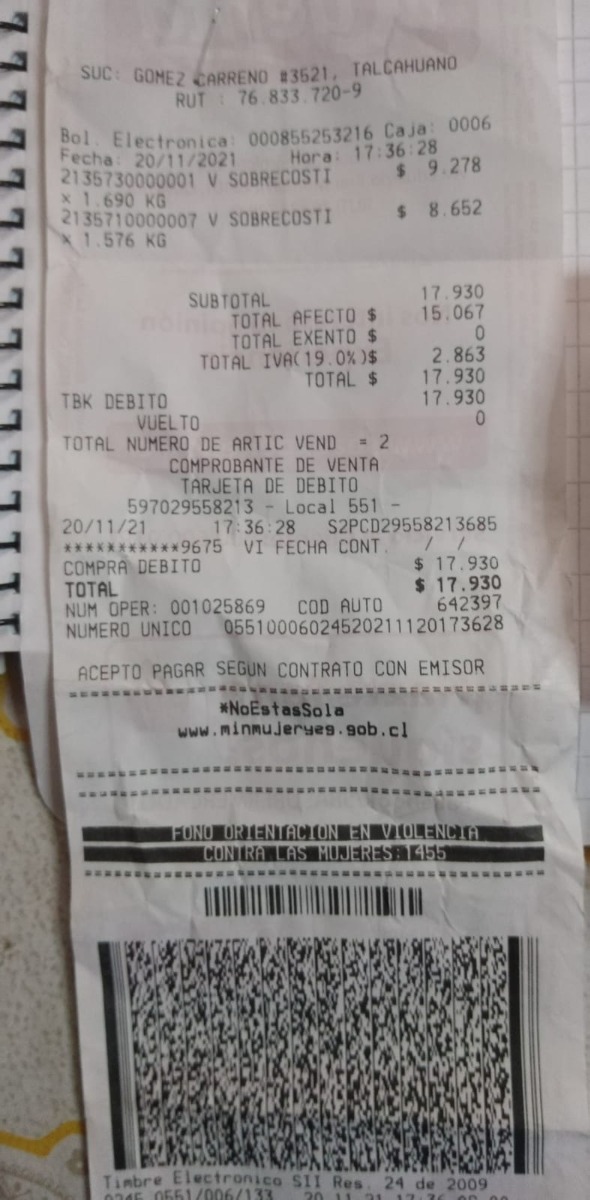 SUC: GOMEZ CARRENO #3521, TALCAHUANO
RUT : 76.833.720-9
Bol. Electronica: 000855253216 Caja: 0006
Fecha: 20/11/2021 Hora: 17:36:28
2135730000001 V SOBRECOSTI $ 9.278
x 1.690 KG
2135710000007 V SOBRECOSTI $ 8.652
x 1.576 KG
SUBTOTAL 17.930
TOTAL AFECTO $ 15.067
TOTAL EXENTO $ 0
TOTAL IVA(19.0%)$ 2.863
TOTAL $ 17.930
TBK DEBITO 17.930
VUELTO 0
TOTAL NUMERO DE ARTIC VEND = 2
COMPROBANTE DE VENTA
TARJETA DE DEBITO
597029558213 - Local 551 -
20/11/21 17:36:28 S2PCD29558213685
***********9675 VI FECHA CONT. / /
COMPRA DEBITO $ 17.930
TOTAL $ 17.930
NUM OPER: 001025869 COD AUTO 642397
NUMERO UNICO 05510006024520211120173628
ACEPTO PAGAR SEGUN CONTRATO CON EMISOR
*NoEstasSola
www.minmujeryeg.gob.cl
FONO ORIENTACION EN VIOLENCIA
CONTRA LAS MUJERES:1455
Timbre Electronico SII Res. 24 de 2009
0551/006/133